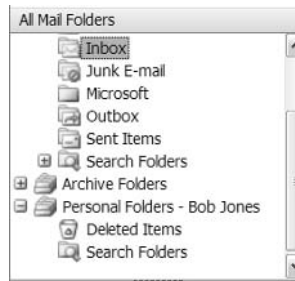 All Mail Folders
Inbox
Junk E-mail
Microsoft
Outbox
Sent Items
Search Folders
Archive Folders
Personal Folders - Bob Jones
Deleted Items
Search Folders